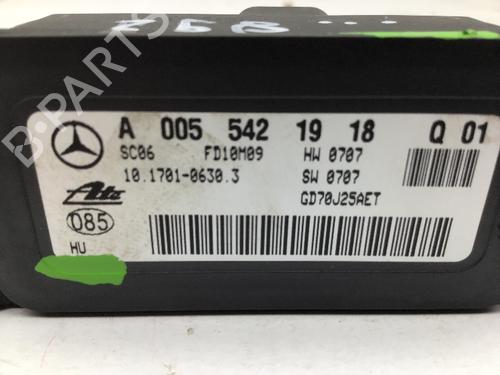 A 005 542 19 18 Q 01
SC06 FD10M09 HW 0707
10.1701-0630.3 SW 0707
Ate GD70J25AET
085
HU
B-PARTS